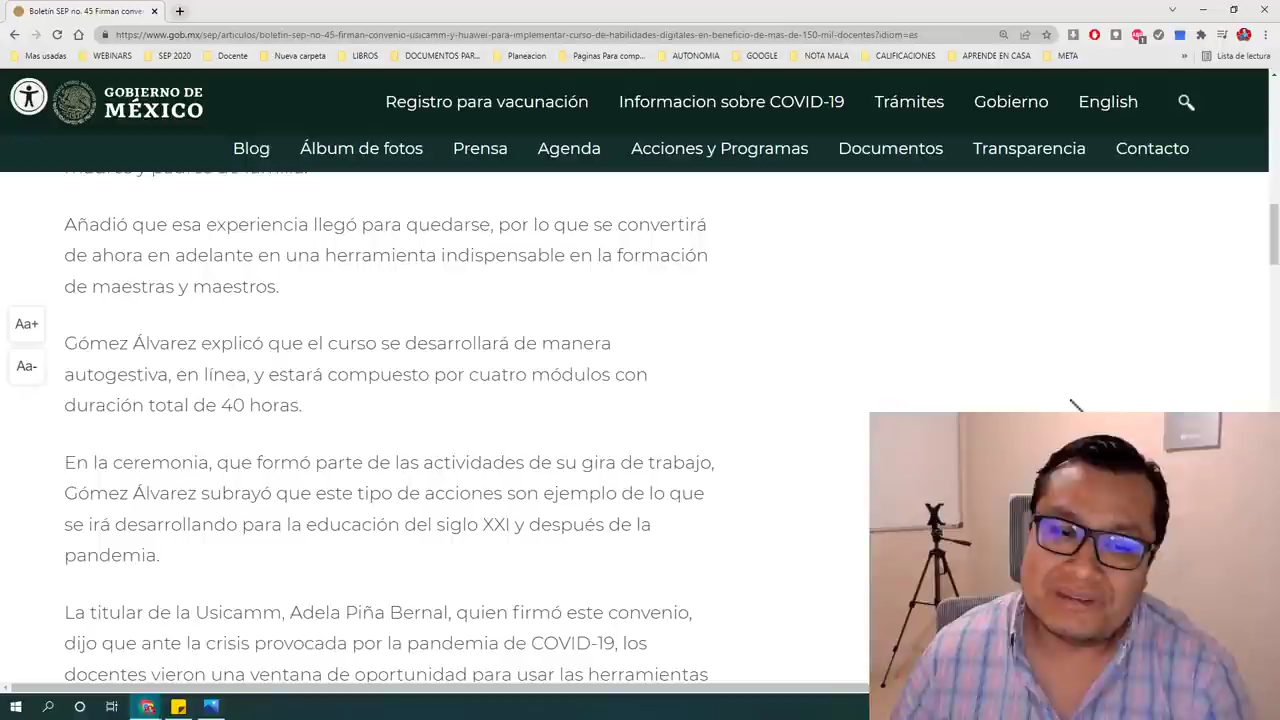 Boletín SEP no. 45 Firman conve
https://www.gob.mx/sep/articulos/boletin-sep-no-45-firman-convenio-usicamm-y-huawei-para-implementar-curso-de-habilidades-digitales-en-beneficio-de-mas-de-150-mil-docentes?idiom=es
Mas usadas WEBINARS SEP 2020 Docente Nueva carpeta LIBROS DOCUMENTOS PAR... Planeacion Paginas Para comp... AUTONOMIA GOOGLE NOTA MALA CALIFICACIONES APRENDE EN CASA META » Lista de lectura
GOBIERNO DE
MÉXICO
Registro para vacunación Informacion sobre COVID-19 Trámites Gobierno English
Blog Álbum de fotos Prensa Agenda Acciones y Programas Documentos Transparencia Contacto
Añadió que esa experiencia llegó para quedarse, por lo que se convertirá
de ahora en adelante en una herramienta indispensable en la formación
de maestras y maestros.
Aa+
Gómez Álvarez explicó que el curso se desarrollará de manera
autogestiva, en línea, y estará compuesto por cuatro módulos con
duración total de 40 horas.
Aa-
En la ceremonia, que formó parte de las actividades de su gira de trabajo,
Gómez Álvarez subrayó que este tipo de acciones son ejemplo de lo que
se irá desarrollando para la educación del siglo XXI y después de la
pandemia.
La titular de la Usicamm, Adela Piña Bernal, quien firmó este convenio,
dijo que ante la crisis provocada por la pandemia de COVID-19, los
docentes vieron una ventana de oportunidad para usar las herramientas